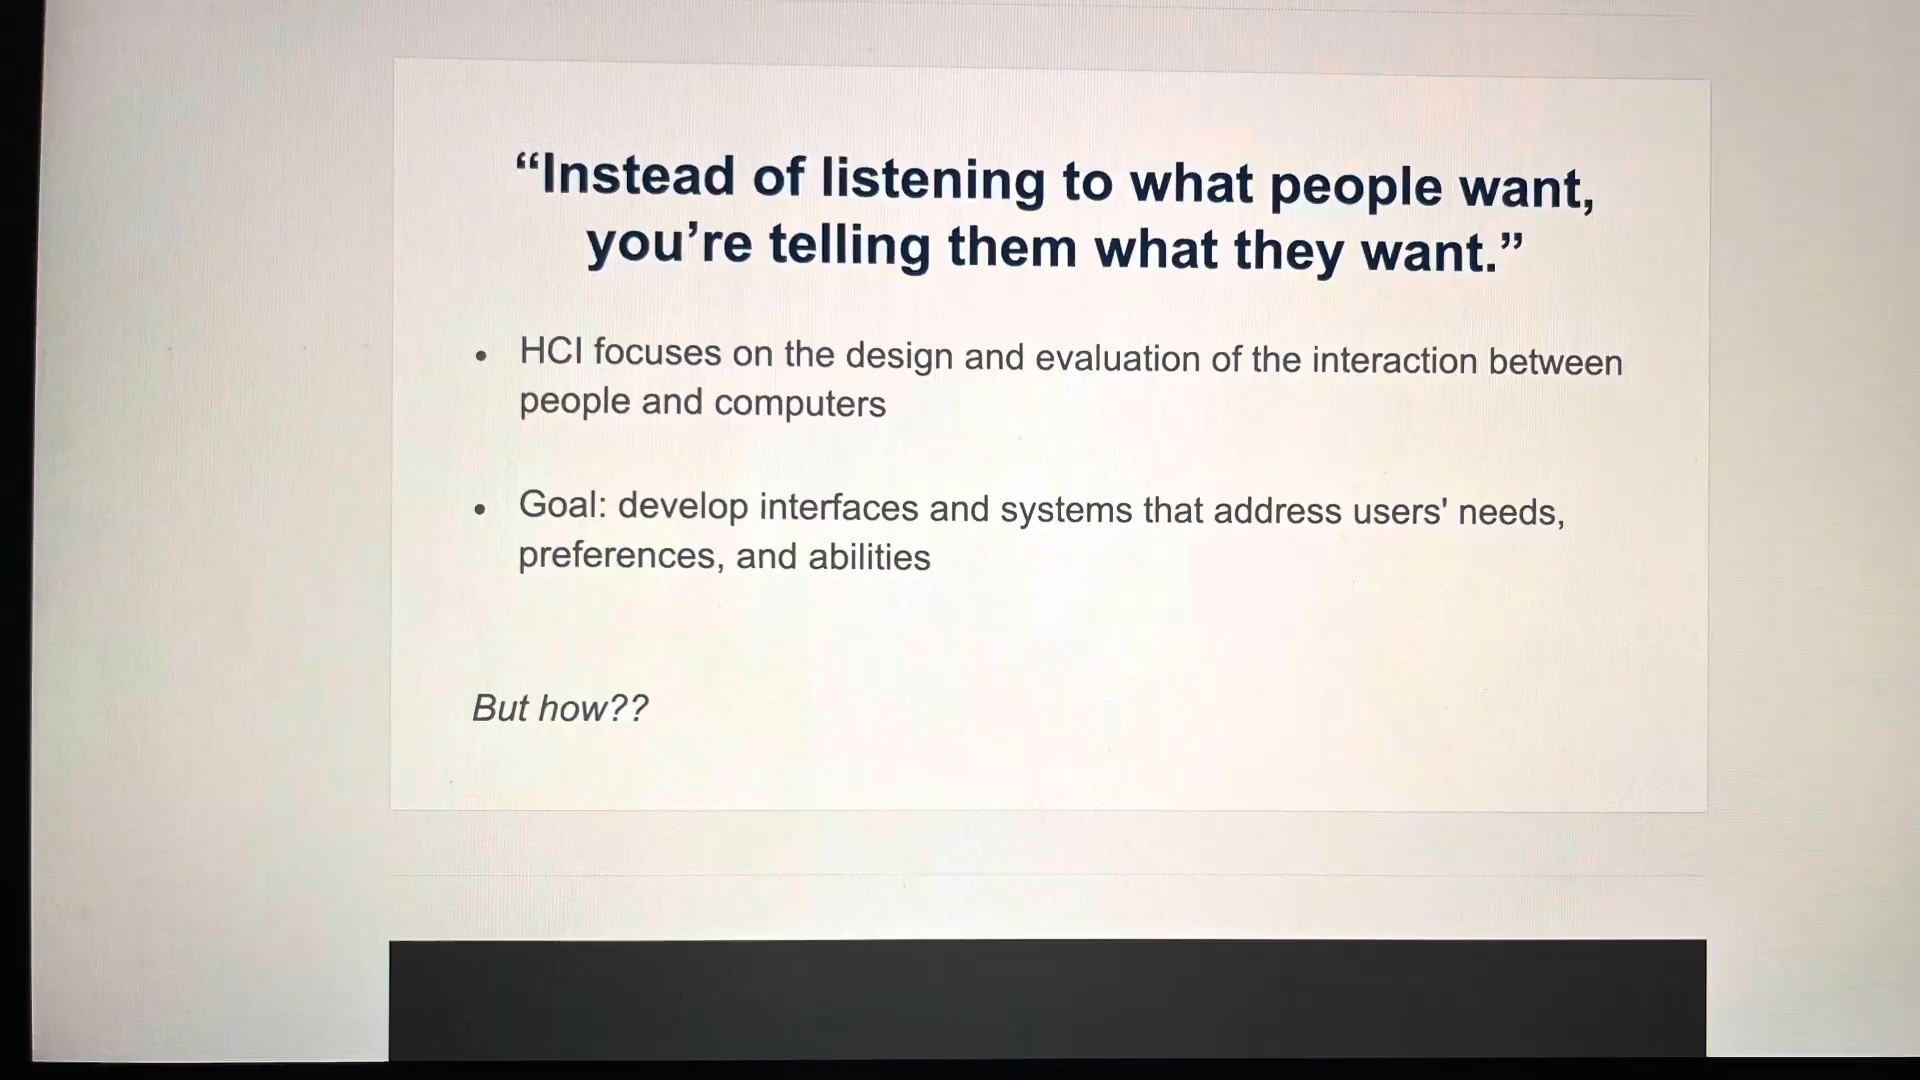 “Instead of listening to what people want,
you’re telling them what they want.”
• HCI focuses on the design and evaluation of the interaction between
people and computers
• Goal: develop interfaces and systems that address users' needs,
preferences, and abilities
But how??